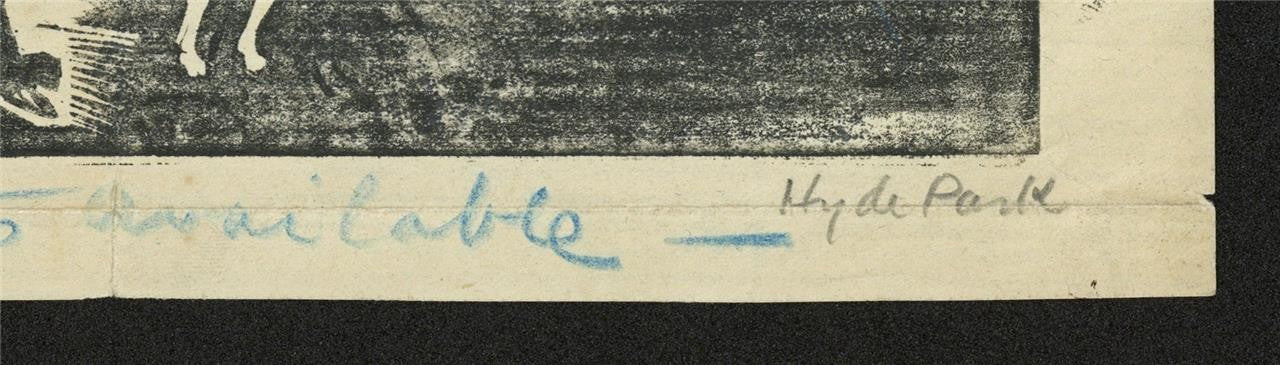 available — Hyde Park